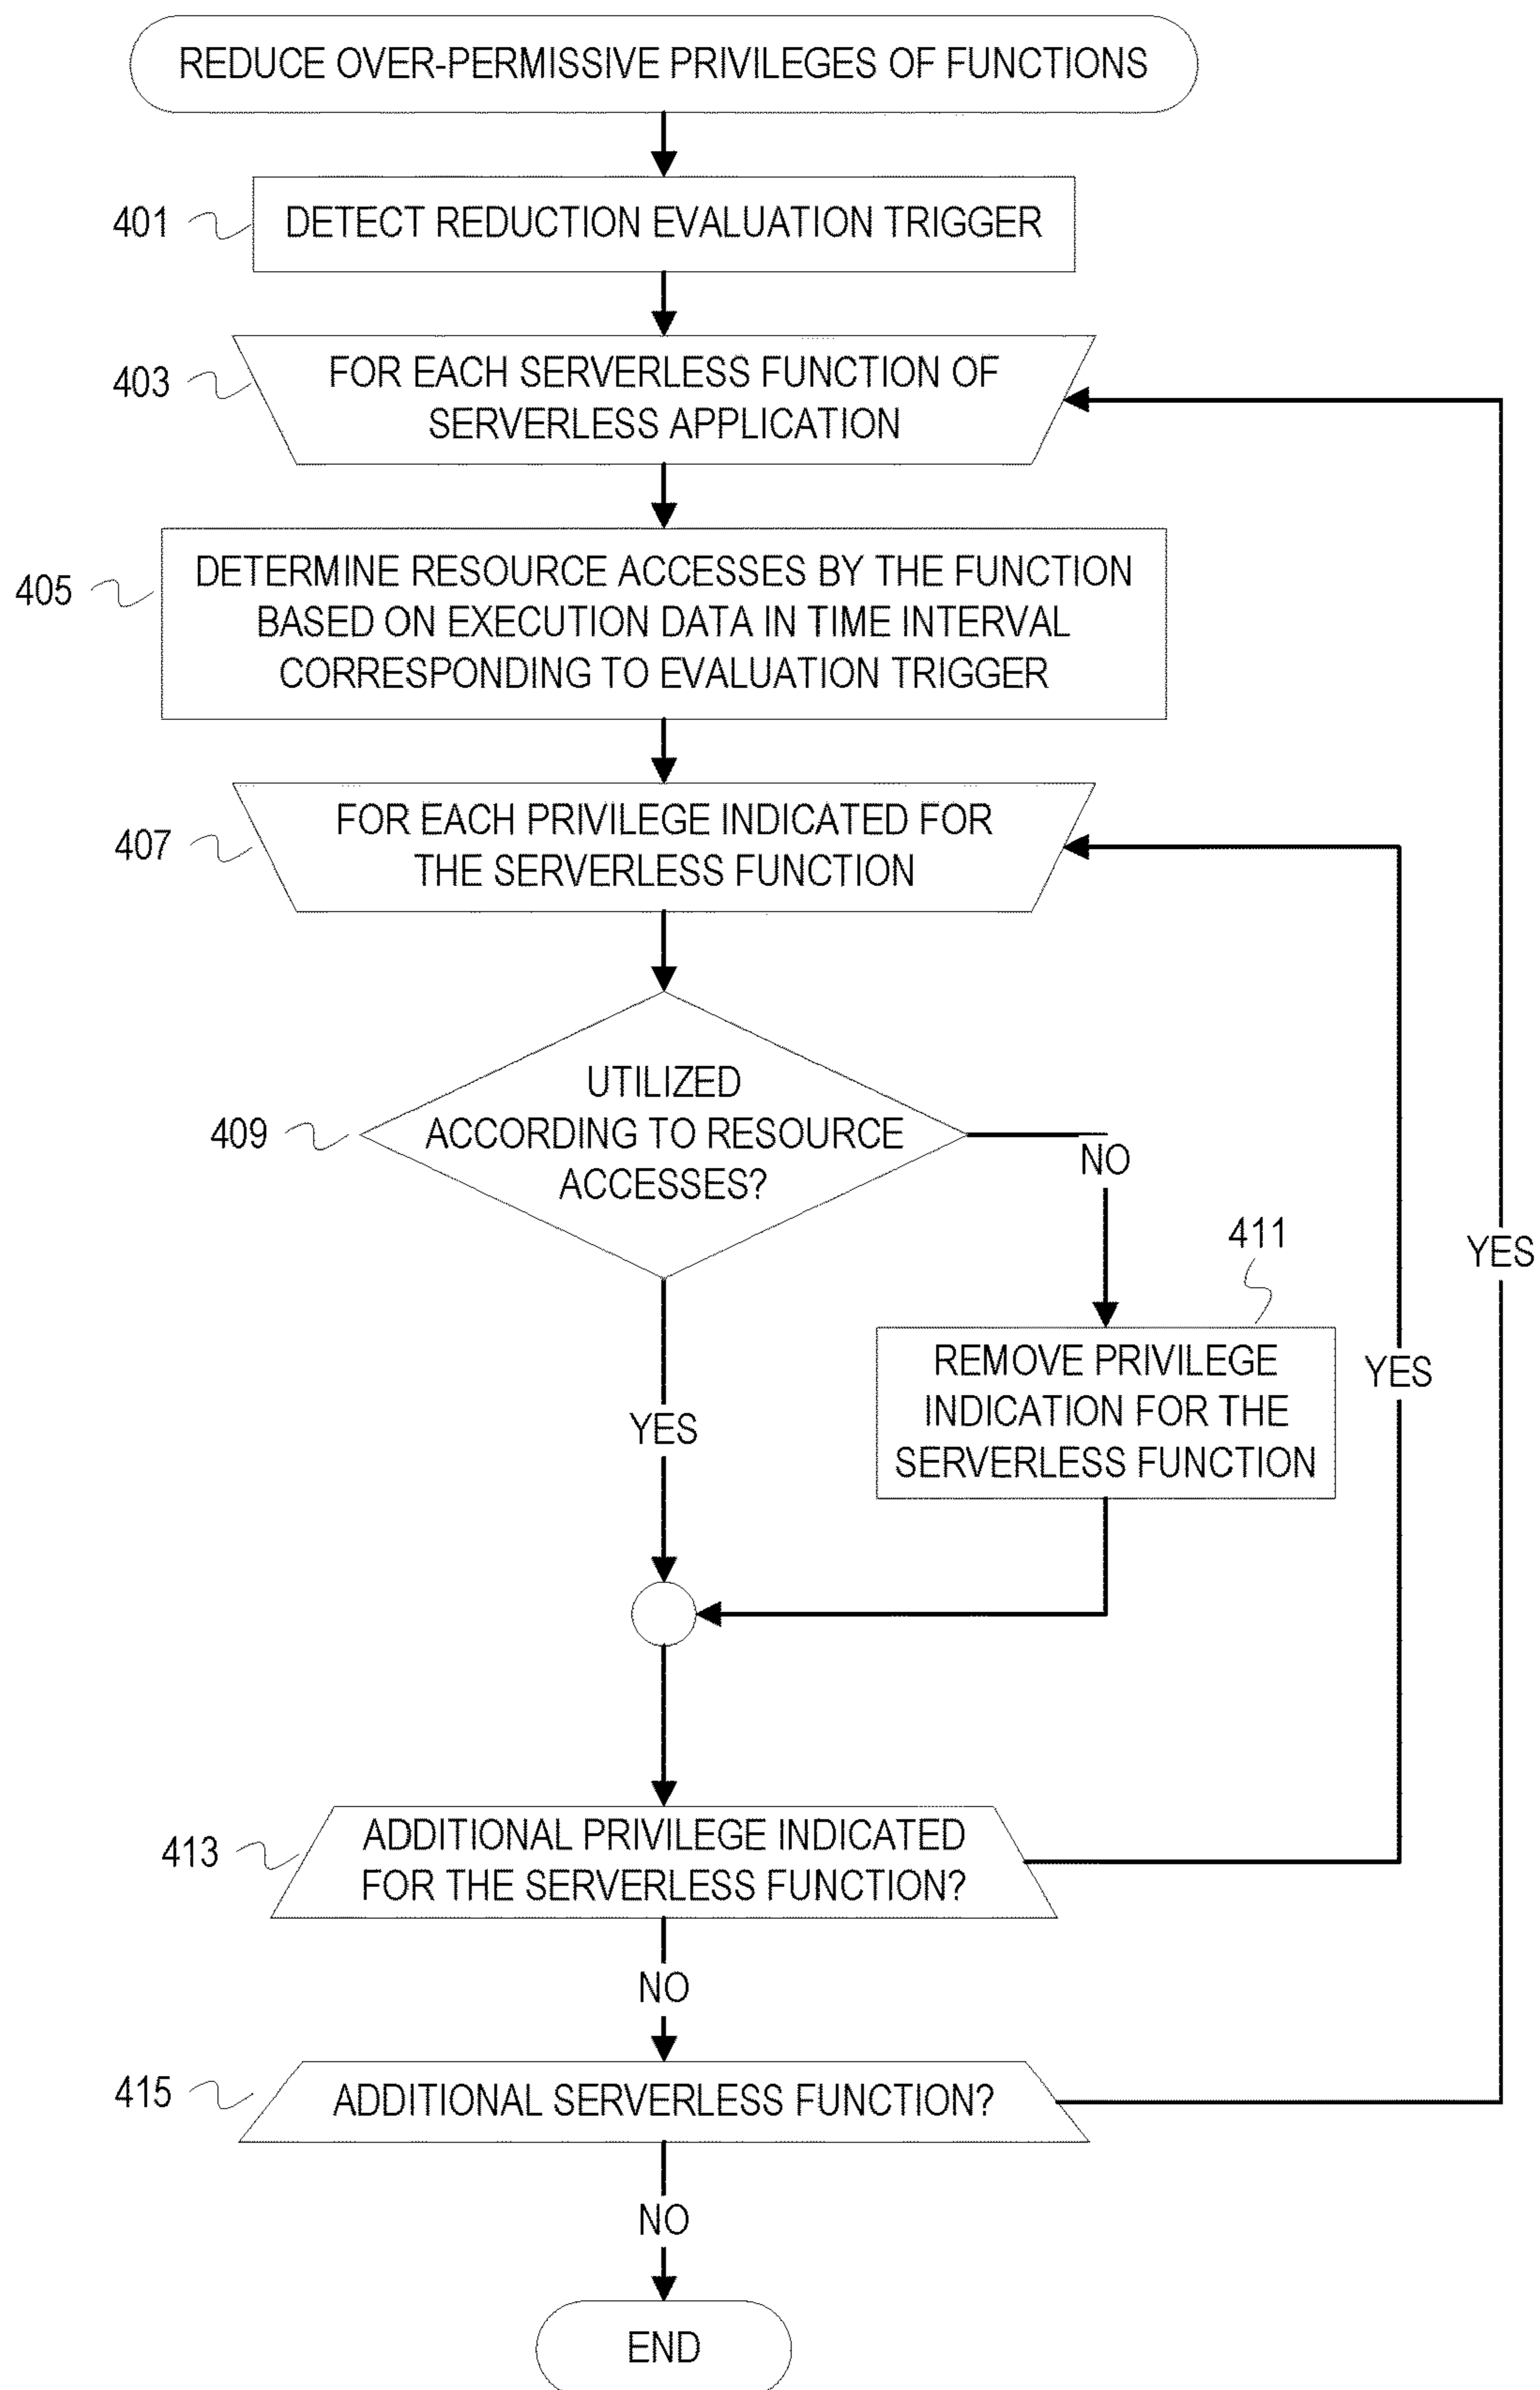 REDUCE OVER-PERMISSIVE PRIVILEGES OF FUNCTIONS
401
DETECT REDUCTION EVALUATION TRIGGER
403
FOR EACH SERVERLESS FUNCTION OF
SERVERLESS APPLICATION
405
DETERMINE RESOURCE ACCESSES BY THE FUNCTION
BASED ON EXECUTION DATA IN TIME INTERVAL
CORRESPONDING TO EVALUATION TRIGGER
407
FOR EACH PRIVILEGE INDICATED FOR
THE SERVERLESS FUNCTION
409
UTILIZED
ACCORDING TO RESOURCE
ACCESSES?
NO
411
REMOVE PRIVILEGE
INDICATION FOR THE
SERVERLESS FUNCTION
YES
YES
YES
413
ADDITIONAL PRIVILEGE INDICATED
FOR THE SERVERLESS FUNCTION?
NO
415
ADDITIONAL SERVERLESS FUNCTION?
NO
END